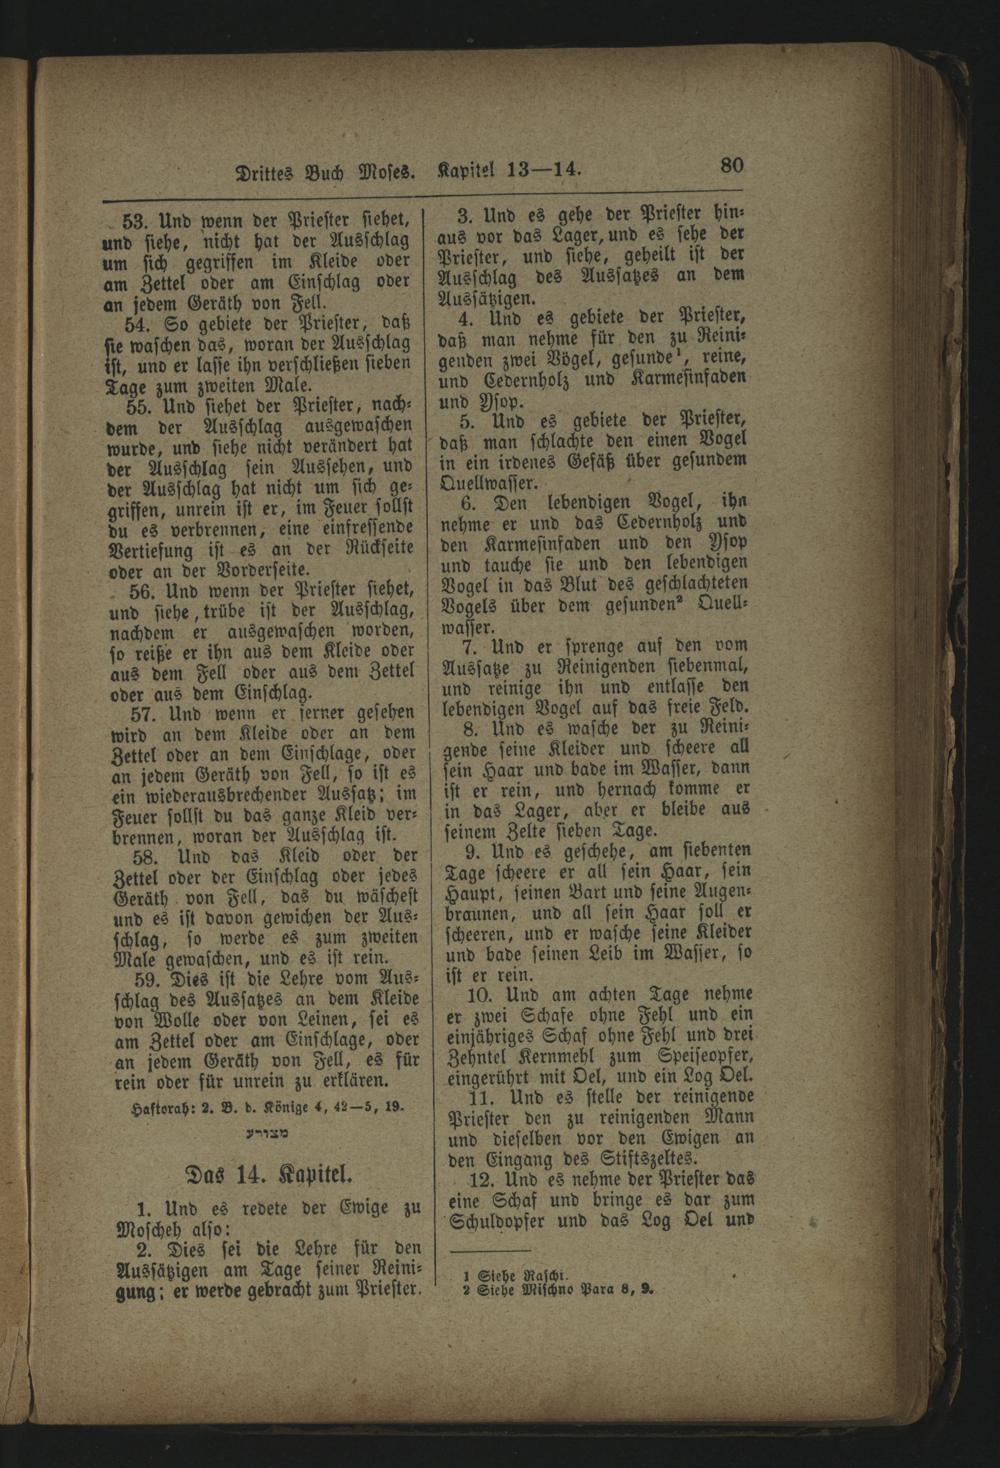 Drittes Buch Moses. Kapitel 13—14.
80
53. Und wenn der Priester siehet,
und siehe, nicht hat der Ausschlag
um sich gegriffen im Kleide oder
am Zettel oder am Einschlag oder
an jedem Geräth von Fell.
54. So gebiete der Priester, daß
sie waschen das, woran der Ausschlag
ist, und er lasse ihn verschließen sieben
Tage zum zweiten Male.
55. Und siehet der Priester, nach-
dem der Ausschlag ausgewaschen
wurde, und siehe nicht verändert hat
der Ausschlag sein Aussehen, und
der Ausschlag hat nicht um sich ge-
griffen, unrein ist er, im Feuer sollst
du es verbrennen, eine einfressende
Vertiefung ist es an der Rückseite
oder an der Vorderseite.
56. Und wenn der Priester siehet,
und siehe, trübe ist der Ausschlag,
nachdem er ausgewaschen worden,
so reiße er ihn aus dem Kleide oder
aus dem Fell oder aus dem Zettel
oder aus dem Einschlag.
57. Und wenn er ferner gesehen
wird an dem Kleide oder an dem
Zettel oder an dem Einschlage, oder
an jedem Geräth von Fell, so ist es
ein wiederausbrechender Aussatz; im
Feuer sollst du das ganze Kleid ver-
brennen, woran der Ausschlag ist.
58. Und das Kleid oder der
Zettel oder der Einschlag oder jedes
Geräth von Fell, das du wäschest
und es ist davon gewichen der Aus-
schlag, so werde es zum zweiten
Male gewaschen, und es ist rein.
59. Dies ist die Lehre vom Aus-
schlag des Aussatzes an dem Kleide
von Wolle oder von Leinen, sei es
am Zettel oder am Einschlage, oder
an jedem Geräth von Fell, es für
rein oder für unrein zu erklären.
Haftorah: 2. B. d. Könige 4, 42—5, 19.
מצורע
Das 14. Kapitel.
1. Und es redete der Ewige zu
Moscheh also:
2. Dies sei die Lehre für den
Aussätzigen am Tage seiner Reini-
gung; er werde gebracht zum Priester.
3. Und es gehe der Priester hin-
aus vor das Lager, und es sehe der
Priester, und siehe, geheilt ist der
Ausschlag des Aussatzes an dem
Aussätzigen.
4. Und es gebiete der Priester,
daß man nehme für den zu Reini-
genden zwei Vögel, gesunde¹, reine,
und Cedernholz und Karmesinfaden
und Ysop.
5. Und es gebiete der Priester,
daß man schlachte den einen Vogel
in ein irdenes Gefäß über gesundem
Quellwasser.
6. Den lebendigen Vogel, ihn
nehme er und das Cedernholz und
den Karmesinfaden und den Ysop
und tauche sie und den lebendigen
Vogel in das Blut des geschlachteten
Vogels über dem gesunden² Quell-
wasser.
7. Und er sprenge auf den vom
Aussatze zu Reinigenden siebenmal,
und reinige ihn und entlasse den
lebendigen Vogel auf das freie Feld.
8. Und es wasche der zu Reini-
gende seine Kleider und scheere all
sein Haar und bade im Wasser, dann
ist er rein, und hernach komme er
in das Lager, aber er bleibe aus
seinem Zelte sieben Tage.
9. Und es geschehe, am siebenten
Tage scheere er all sein Haar, sein
Haupt, seinen Bart und seine Augen-
braunen, und all sein Haar soll er
scheeren, und er wasche seine Kleider
und bade seinen Leib im Wasser, so
ist er rein.
10. Und am achten Tage nehme
er zwei Schafe ohne Fehl und ein
einjähriges Schaf ohne Fehl und drei
Zehntel Kernmehl zum Speiseopfer,
eingerührt mit Oel, und ein Log Oel.
11. Und es stelle der reinigende
Priester den zu reinigenden Mann
und dieselben vor den Ewigen an
den Eingang des Stiftszeltes.
12. Und es nehme der Priester das
eine Schaf und bringe es dar zum
Schuldopfer und das Log Oel und
1 Siehe Raschi.
2 Siehe Mischno Para 8, 9.